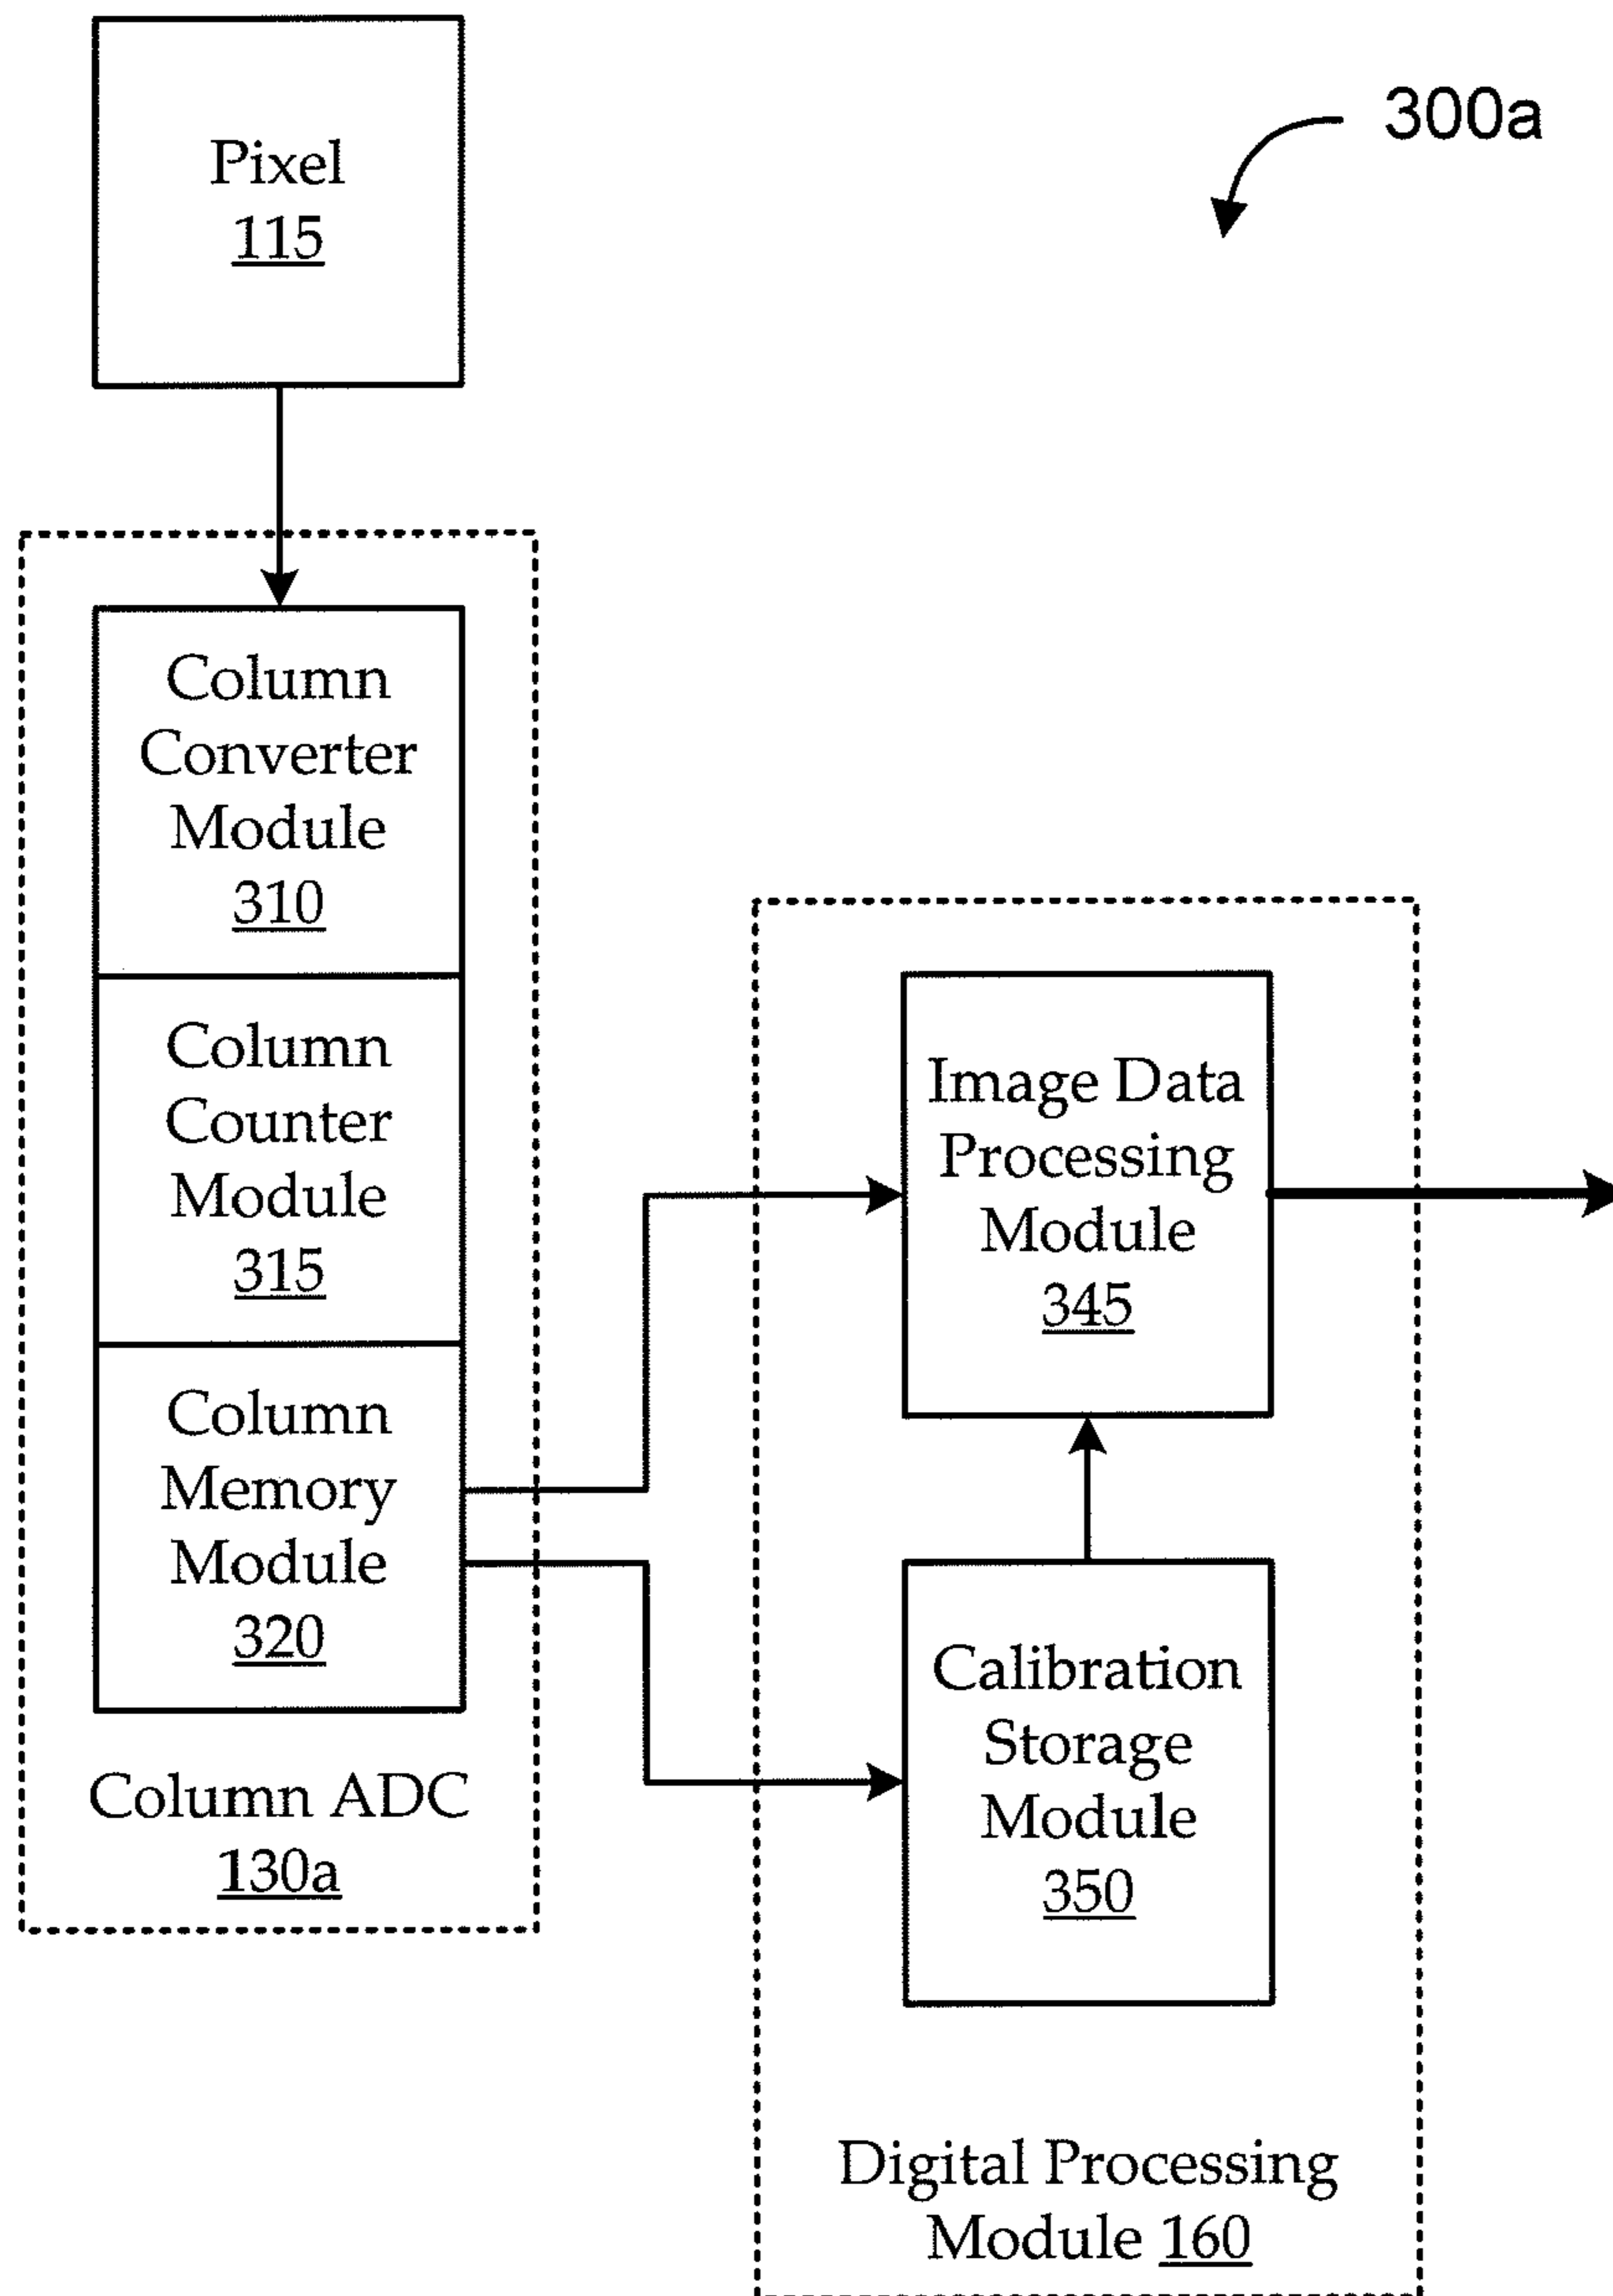 Pixel
115
300a
Column
Converter
Module
310
Column
Counter
Module
315
Column
Memory
Module
320
Column ADC
130a
Image Data
Processing
Module
345
Calibration
Storage
Module
350
Digital Processing
Module 160